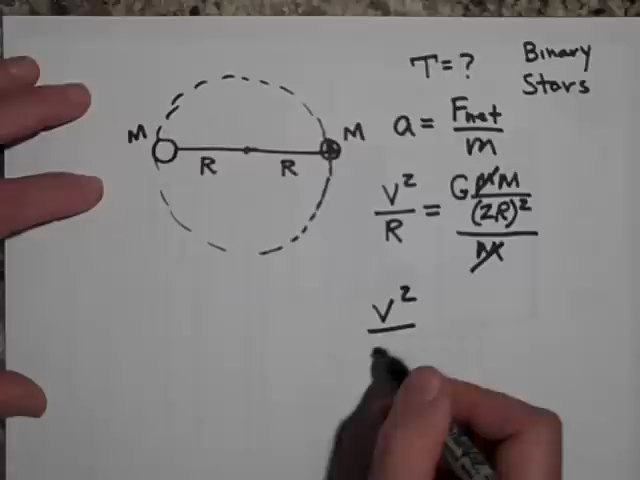 T = ?
Binary
Stars
M
M
R
R
a = Fnet / m
V² / R = G M M / (2R)² / M
V²